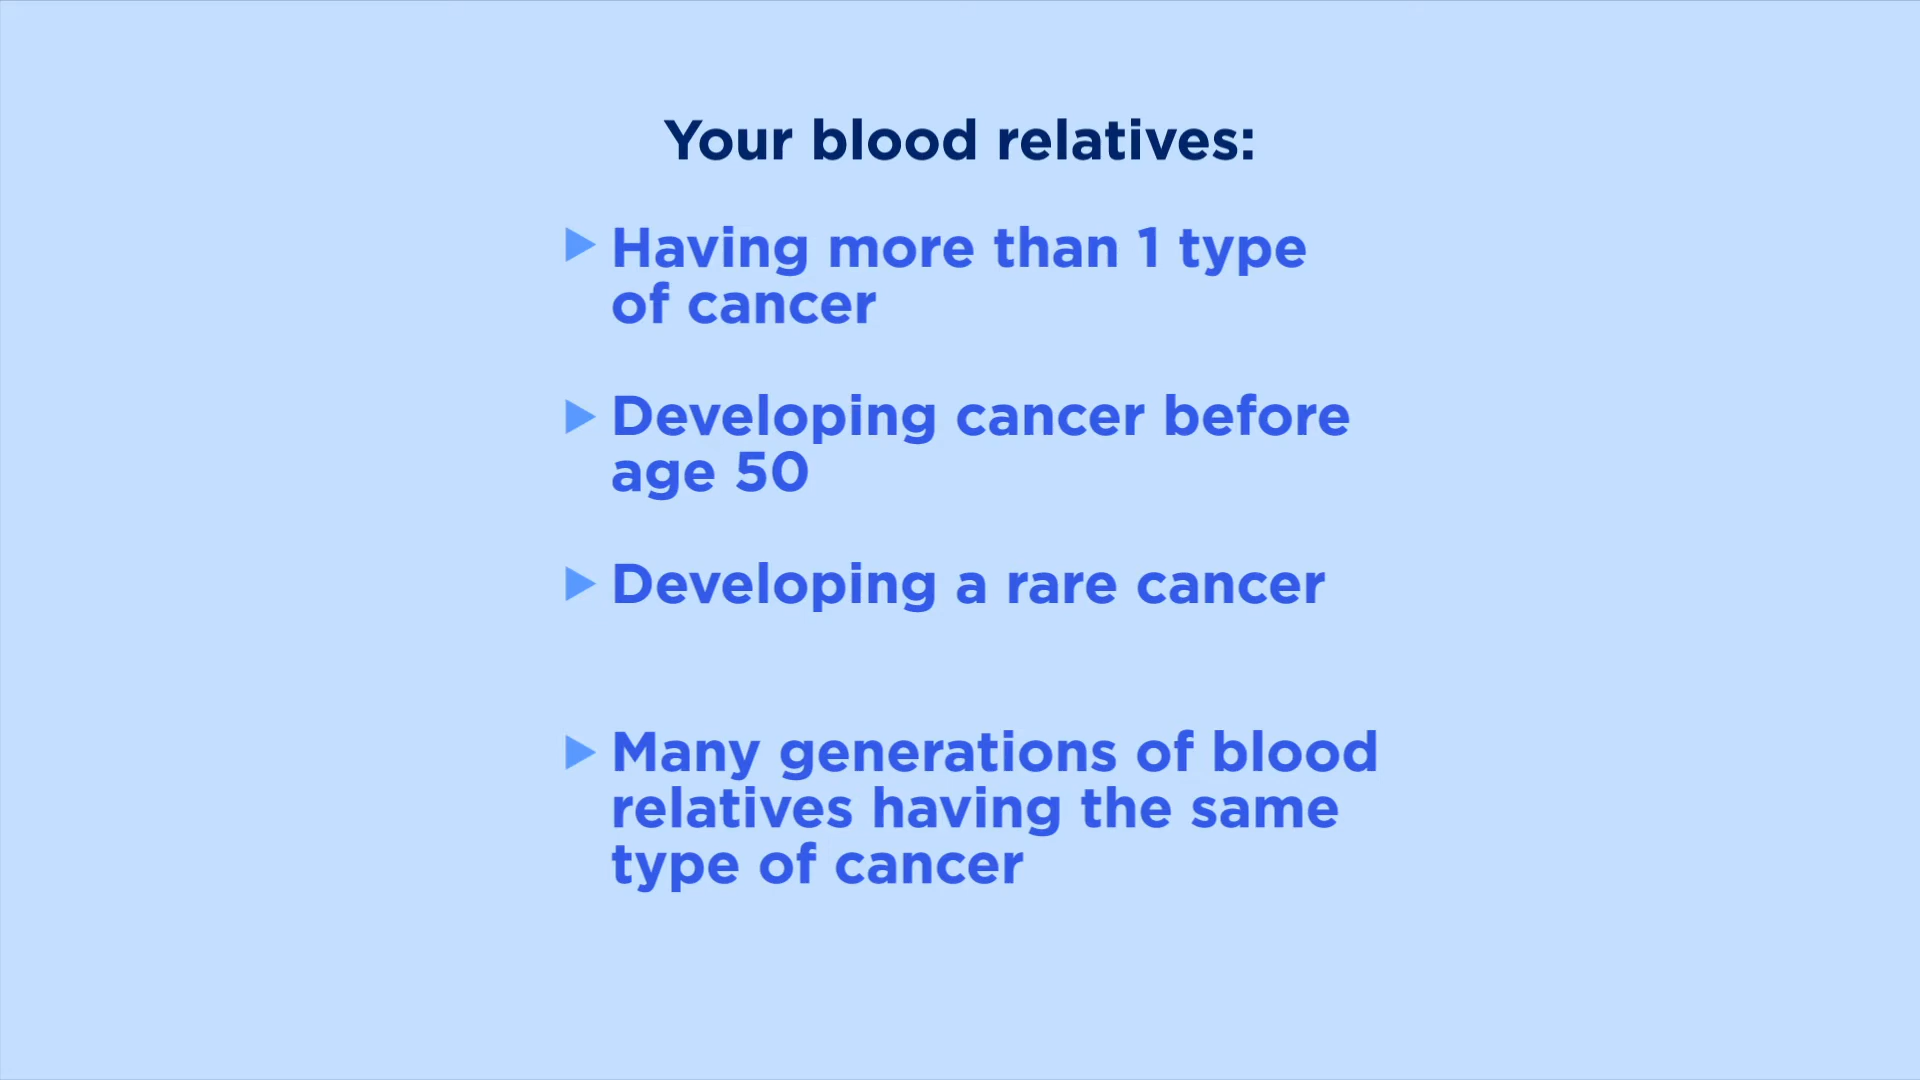 Your blood relatives:
Having more than 1 type
of cancer
Developing cancer before
age 50
Developing a rare cancer
Many generations of blood
relatives having the same
type of cancer